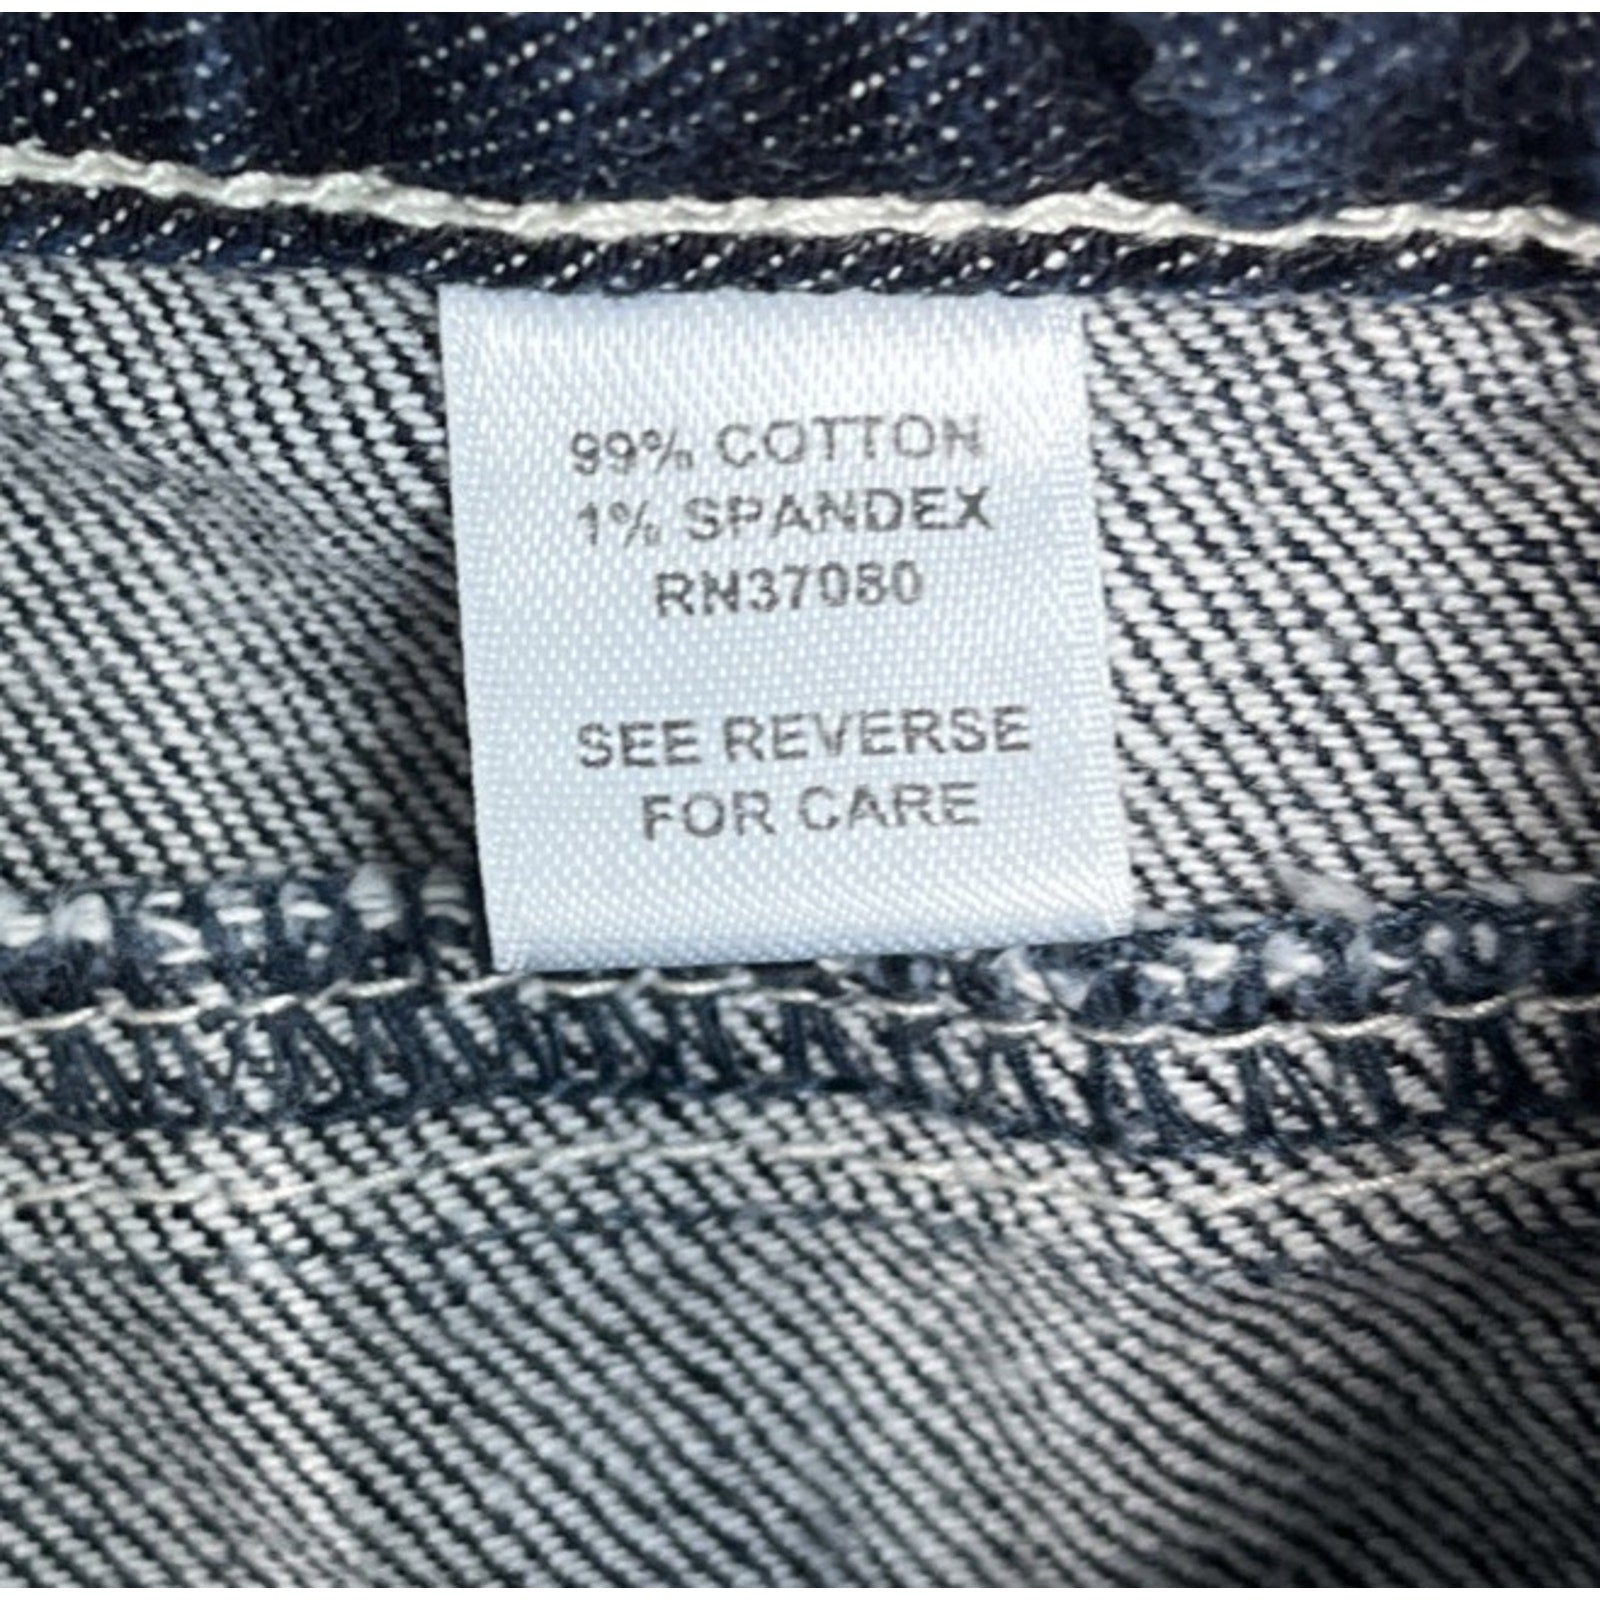 99% COTTON
1% SPANDEX
RN37080
SEE REVERSE
FOR CARE